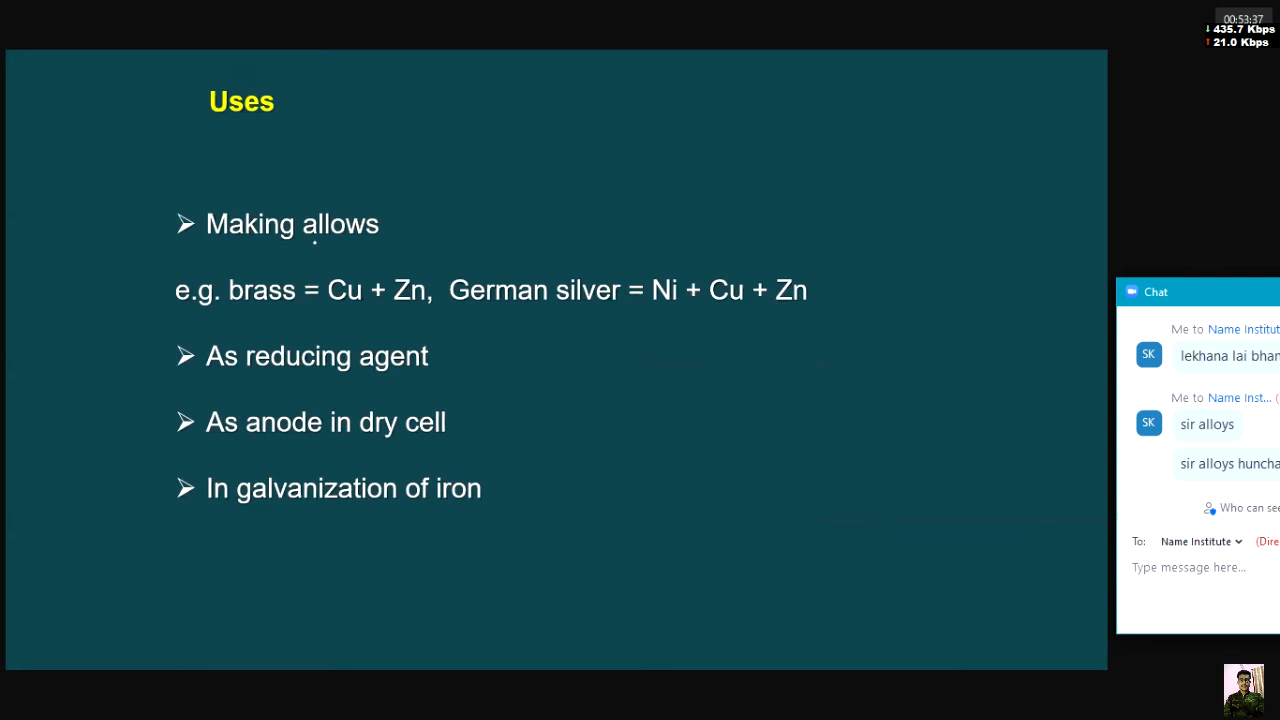 00:53:37
↓ 435.7 Kbps
↑ 21.0 Kbps
Uses
➢ Making allows
e.g. brass = Cu + Zn, German silver = Ni + Cu + Zn
➢ As reducing agent
➢ As anode in dry cell
➢ In galvanization of iron
Chat
Me to Name Institut
SK
lekhana lai bhan
Me to Name Inst... (
SK
sir alloys
sir alloys huncha
Who can see
To: Name Institute (Dire
Type message here...